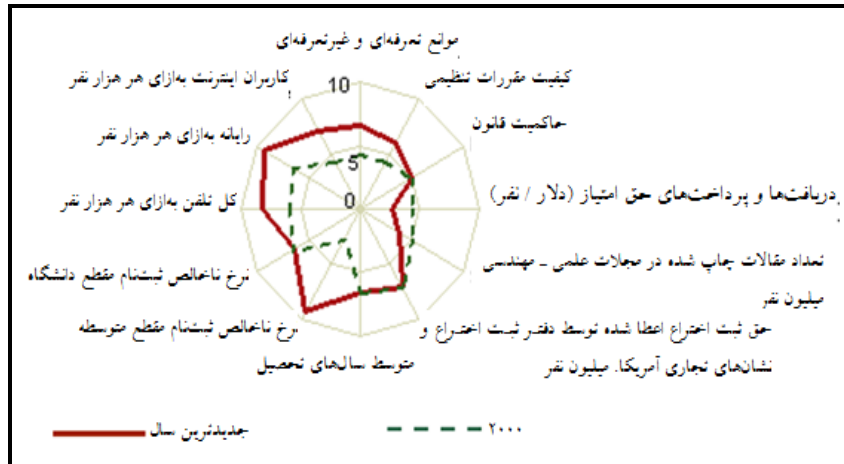 موانع تعرفه‌ای و غیرتعرفه‌ای
کیفیت مقررات تنظیمی
حاکمیت قانون
دریافت‌ها و پرداخت‌های حق امتیاز (دلار / نفر)
تعداد مقالات چاپ شده در مجلات علمی ـ مهندسی
میلیون نفر
حق ثبت اختراع اعطا شده توسط دفتر ثبت اختراع و
نشان‌های تجاری آمریکا. میلیون نفر
متوسط سال‌های تحصیل
نرخ ناخالص ثبت‌نام مقطع متوسطه
نرخ ناخالص ثبت‌نام مقطع دانشگاه
کل تلفن به‌ازای هر هزار نفر
رایانه به‌ازای هر هزار نفر
کاربران اینترنت به‌ازای هر هزار نفر
10
5
0
۲۰۰۰
جدیدترین سال